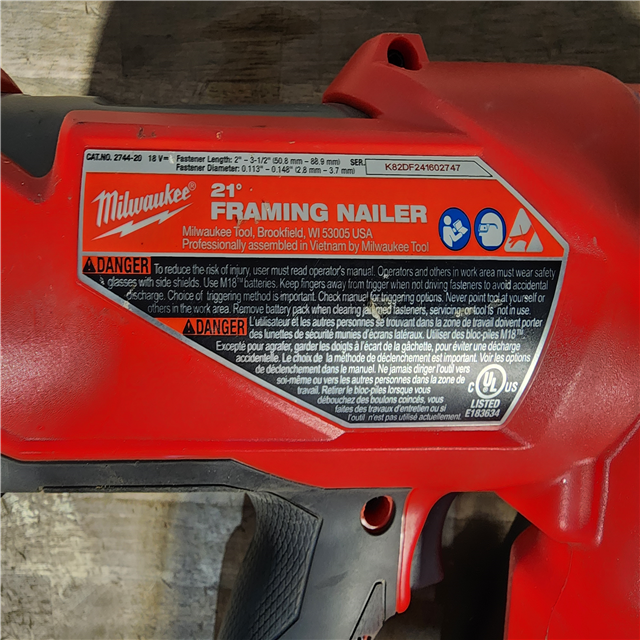 CAT.NO. 2744-20 18 V⎓ Fastener Length: 2" – 3-1/2" (50.8 mm – 88.9 mm) SER. K82DF241602747
Fastener Diameter: 0.113" – 0.148" (2.8 mm – 3.7 mm)
Milwaukee®
21°
FRAMING NAILER
Milwaukee Tool, Brookfield, WI 53005 USA
Professionally assembled in Vietnam by Milwaukee Tool
DANGER To reduce the risk of injury, user must read operator's manual. Operators and others in work area must wear safety
glasses with side shields. Use M18™ batteries. Keep fingers away from trigger when not driving fasteners to avoid accidental
discharge. Choice of triggering method is important. Check manual for triggering options. Never point tool at yourself or
others in the work area. Remove battery pack when clearing jammed fasteners, servicing, or tool is not in use.
DANGER L'utilisateur et les autres personnes se trouvant dans la zone de travail doivent porter
des lunettes de sécurité munies d'écrans latéraux. Utiliser des bloc-piles M18™.
Excepté pour agrafer, garder les doigts à l'écart de la gâchette, pour éviter une décharge
accidentelle. Le choix de la méthode de déclenchement est important. Voir les options
de déclenchement dans le manuel. Ne jamais diriger l'outil vers
soi-même ou vers les autres personnes dans la zone de
travail. Retirer le bloc-piles lorsque vous
débouchez des boulons coincés, vous
faites des travaux d'entretien ou si
l'outil n'est pas utilisé actuellement.
C UL US
LISTED
E183634